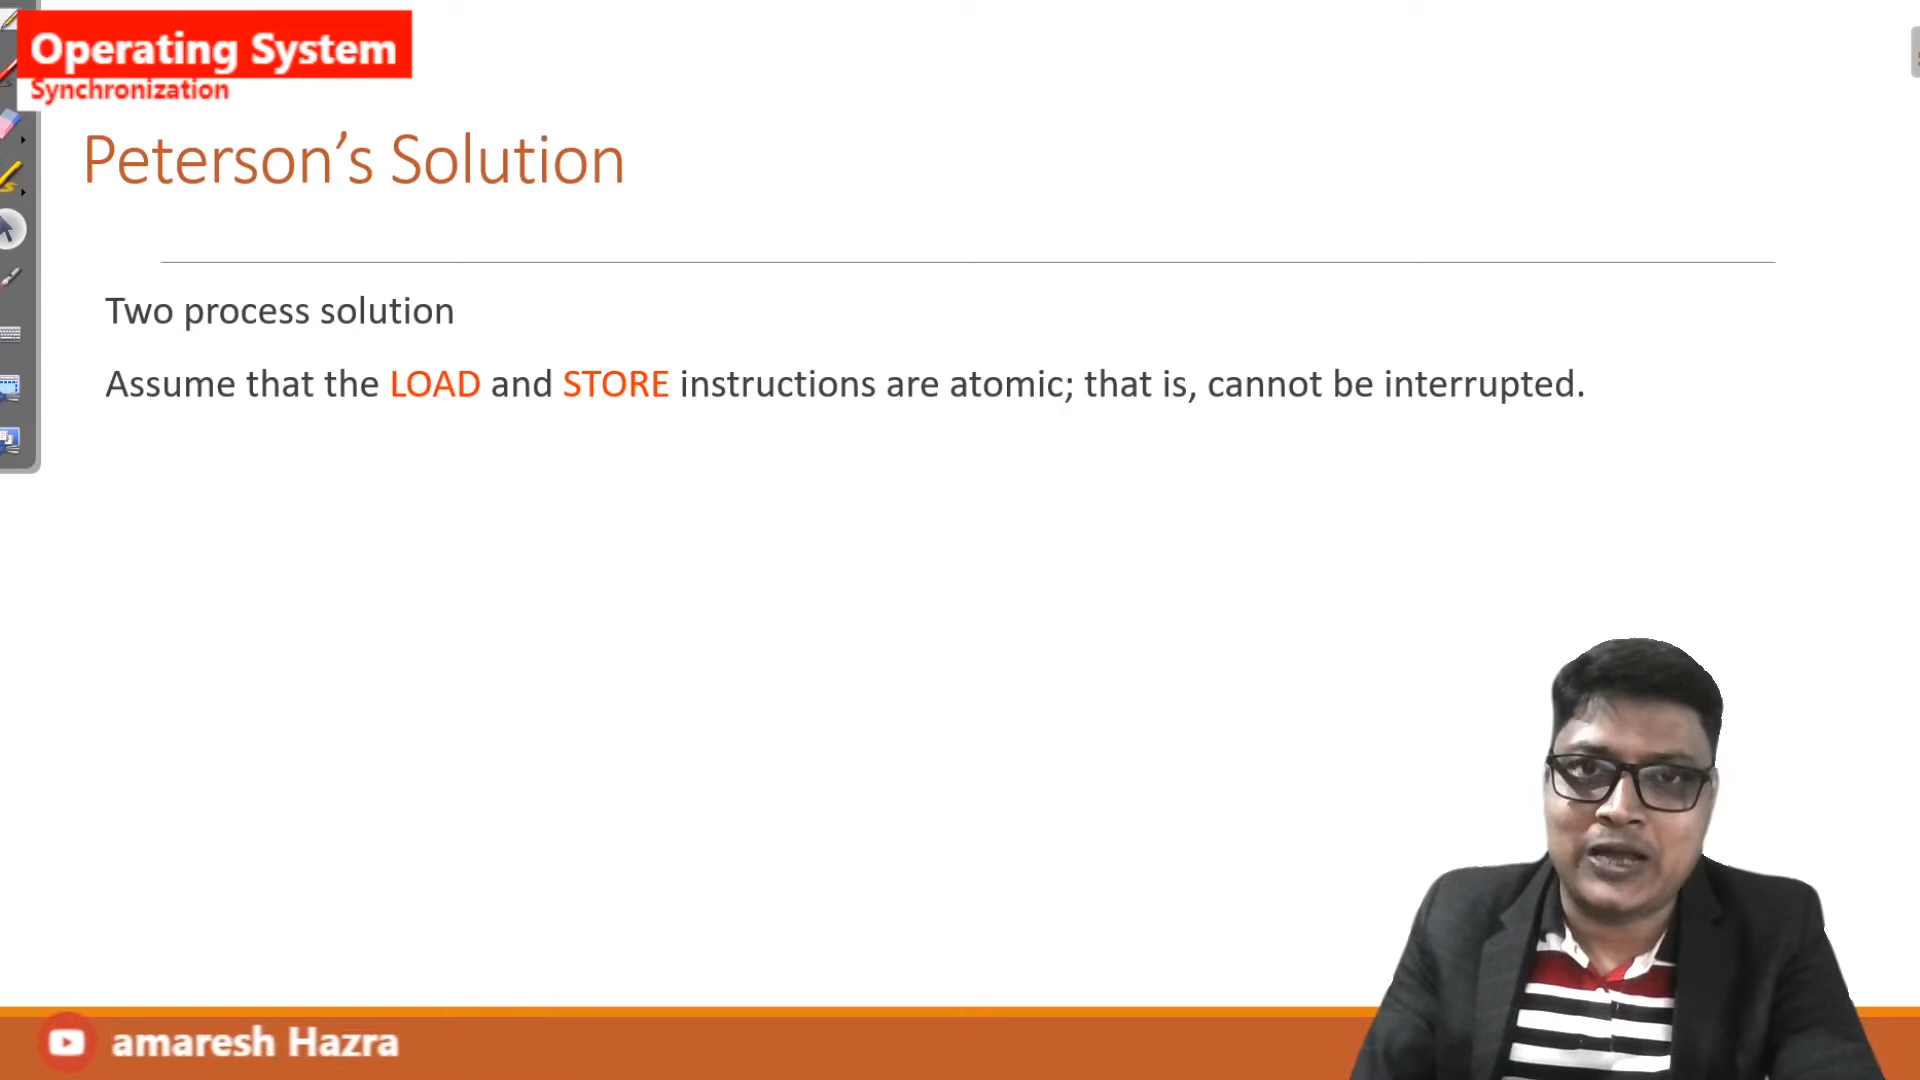 Operating System
Synchronization
Peterson’s Solution
Two process solution
Assume that the LOAD and STORE instructions are atomic; that is, cannot be interrupted.
amaresh Hazra